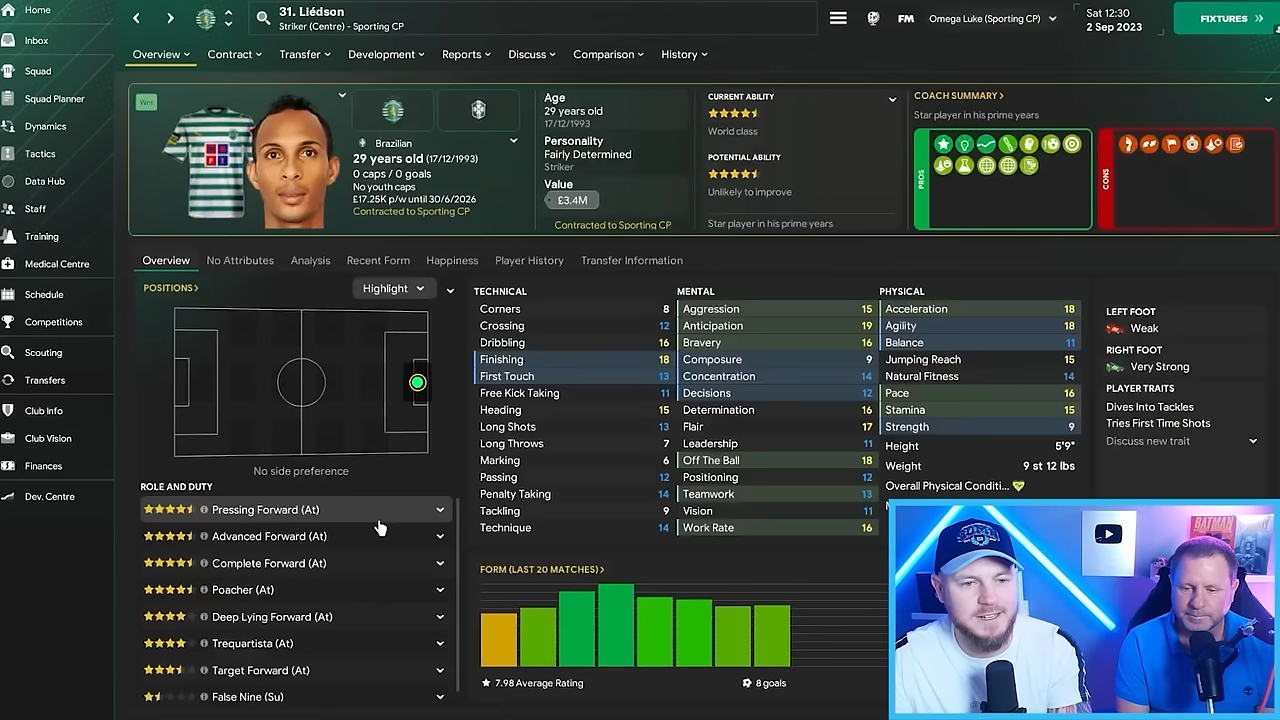 Home
Inbox
Squad
Squad Planner
Dynamics
Tactics
Data Hub
Staff
Training
Medical Centre
Schedule
Competitions
Scouting
Transfers
Club Info
Club Vision
Finances
Dev. Centre
31. Liédson
Striker (Centre) - Sporting CP
FM
Omega Luke (Sporting CP)
Sat 12:30
2 Sep 2023
FIXTURES
Overview
Contract
Transfer
Development
Reports
Discuss
Comparison
History
Wnt
Brazilian
29 years old (17/12/1993)
0 caps / 0 goals
No youth caps
£17.25K p/w until 30/6/2026
Contracted to Sporting CP
Age
29 years old
17/12/1993
Personality
Fairly Determined
Striker
Value
£3.4M
Contracted to Sporting CP
CURRENT ABILITY
World class
POTENTIAL ABILITY
Unlikely to improve
Star player in his prime years
COACH SUMMARY
Star player in his prime years
PROS
CONS
Overview
No Attributes
Analysis
Recent Form
Happiness
Player History
Transfer Information
POSITIONS
Highlight
No side preference
ROLE AND DUTY
Pressing Forward (At)
Advanced Forward (At)
Complete Forward (At)
Poacher (At)
Deep Lying Forward (At)
Trequartista (At)
Target Forward (At)
False Nine (Su)
TECHNICAL
Corners 8
Crossing 12
Dribbling 16
Finishing 18
First Touch 13
Free Kick Taking 11
Heading 15
Long Shots 13
Long Throws 7
Marking 6
Passing 12
Penalty Taking 14
Tackling 9
Technique 14
MENTAL
Aggression 15
Anticipation 19
Bravery 16
Composure 9
Concentration 14
Decisions 12
Determination 16
Flair 17
Leadership 11
Off The Ball 18
Positioning 12
Teamwork 13
Vision 11
Work Rate 16
PHYSICAL
Acceleration 18
Agility 18
Balance 11
Jumping Reach 15
Natural Fitness 14
Pace 16
Stamina 15
Strength 9
Height 5'9"
Weight 9 st 12 lbs
Overall Physical Conditi...
LEFT FOOT
Weak
RIGHT FOOT
Very Strong
PLAYER TRAITS
Dives Into Tackles
Tries First Time Shots
Discuss new trait
FORM (LAST 20 MATCHES)
7.98 Average Rating
8 goals
BATMAN